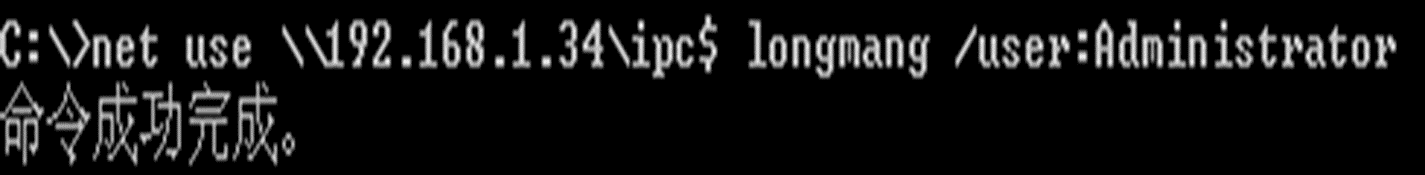 C:\>net use \\192.168.1.34\ipc$ longmang /user:Administrator
命令成功完成。